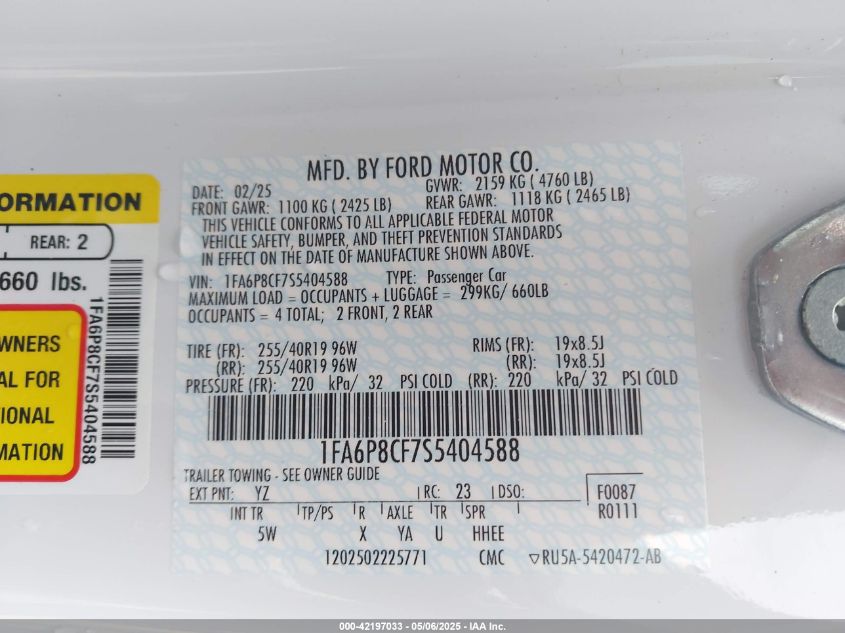 MFD. BY FORD MOTOR CO.
DATE: 02/25 GVWR: 2159 KG ( 4760 LB)
FRONT GAWR: 1100 KG ( 2425 LB) REAR GAWR: 1118 KG ( 2465 LB)
THIS VEHICLE CONFORMS TO ALL APPLICABLE FEDERAL MOTOR
VEHICLE SAFETY, BUMPER, AND THEFT PREVENTION STANDARDS
IN EFFECT ON THE DATE OF MANUFACTURE SHOWN ABOVE.
VIN: 1FA6P8CF7S5404588 TYPE: Passenger Car
MAXIMUM LOAD = OCCUPANTS + LUGGAGE = 299KG/ 660LB
OCCUPANTS = 4 TOTAL; 2 FRONT, 2 REAR
TIRE (FR): 255/40R19 96W RIMS (FR): 19x8.5J
(RR): 255/40R19 96W (RR): 19x8.5J
PRESSURE (FR): 220 kPa/ 32 PSI COLD (RR): 220 kPa/ 32 PSI COLD
1FA6P8CF7S5404588
TRAILER TOWING - SEE OWNER GUIDE
EXT PNT: YZ RC: 23 DSO: F0087
R0111
INT TR TP/PS R AXLE TR SPR
5W X YA U HHEE
1202502225771 CMC ▽RU5A-5420472-AB
ORMATION
REAR: 2
660 lbs.
1FA6P8CF7S5404588
WNERS
AL FOR
TIONAL
RMATION
000-42197033 — 05/06/2025 — IAA Inc.